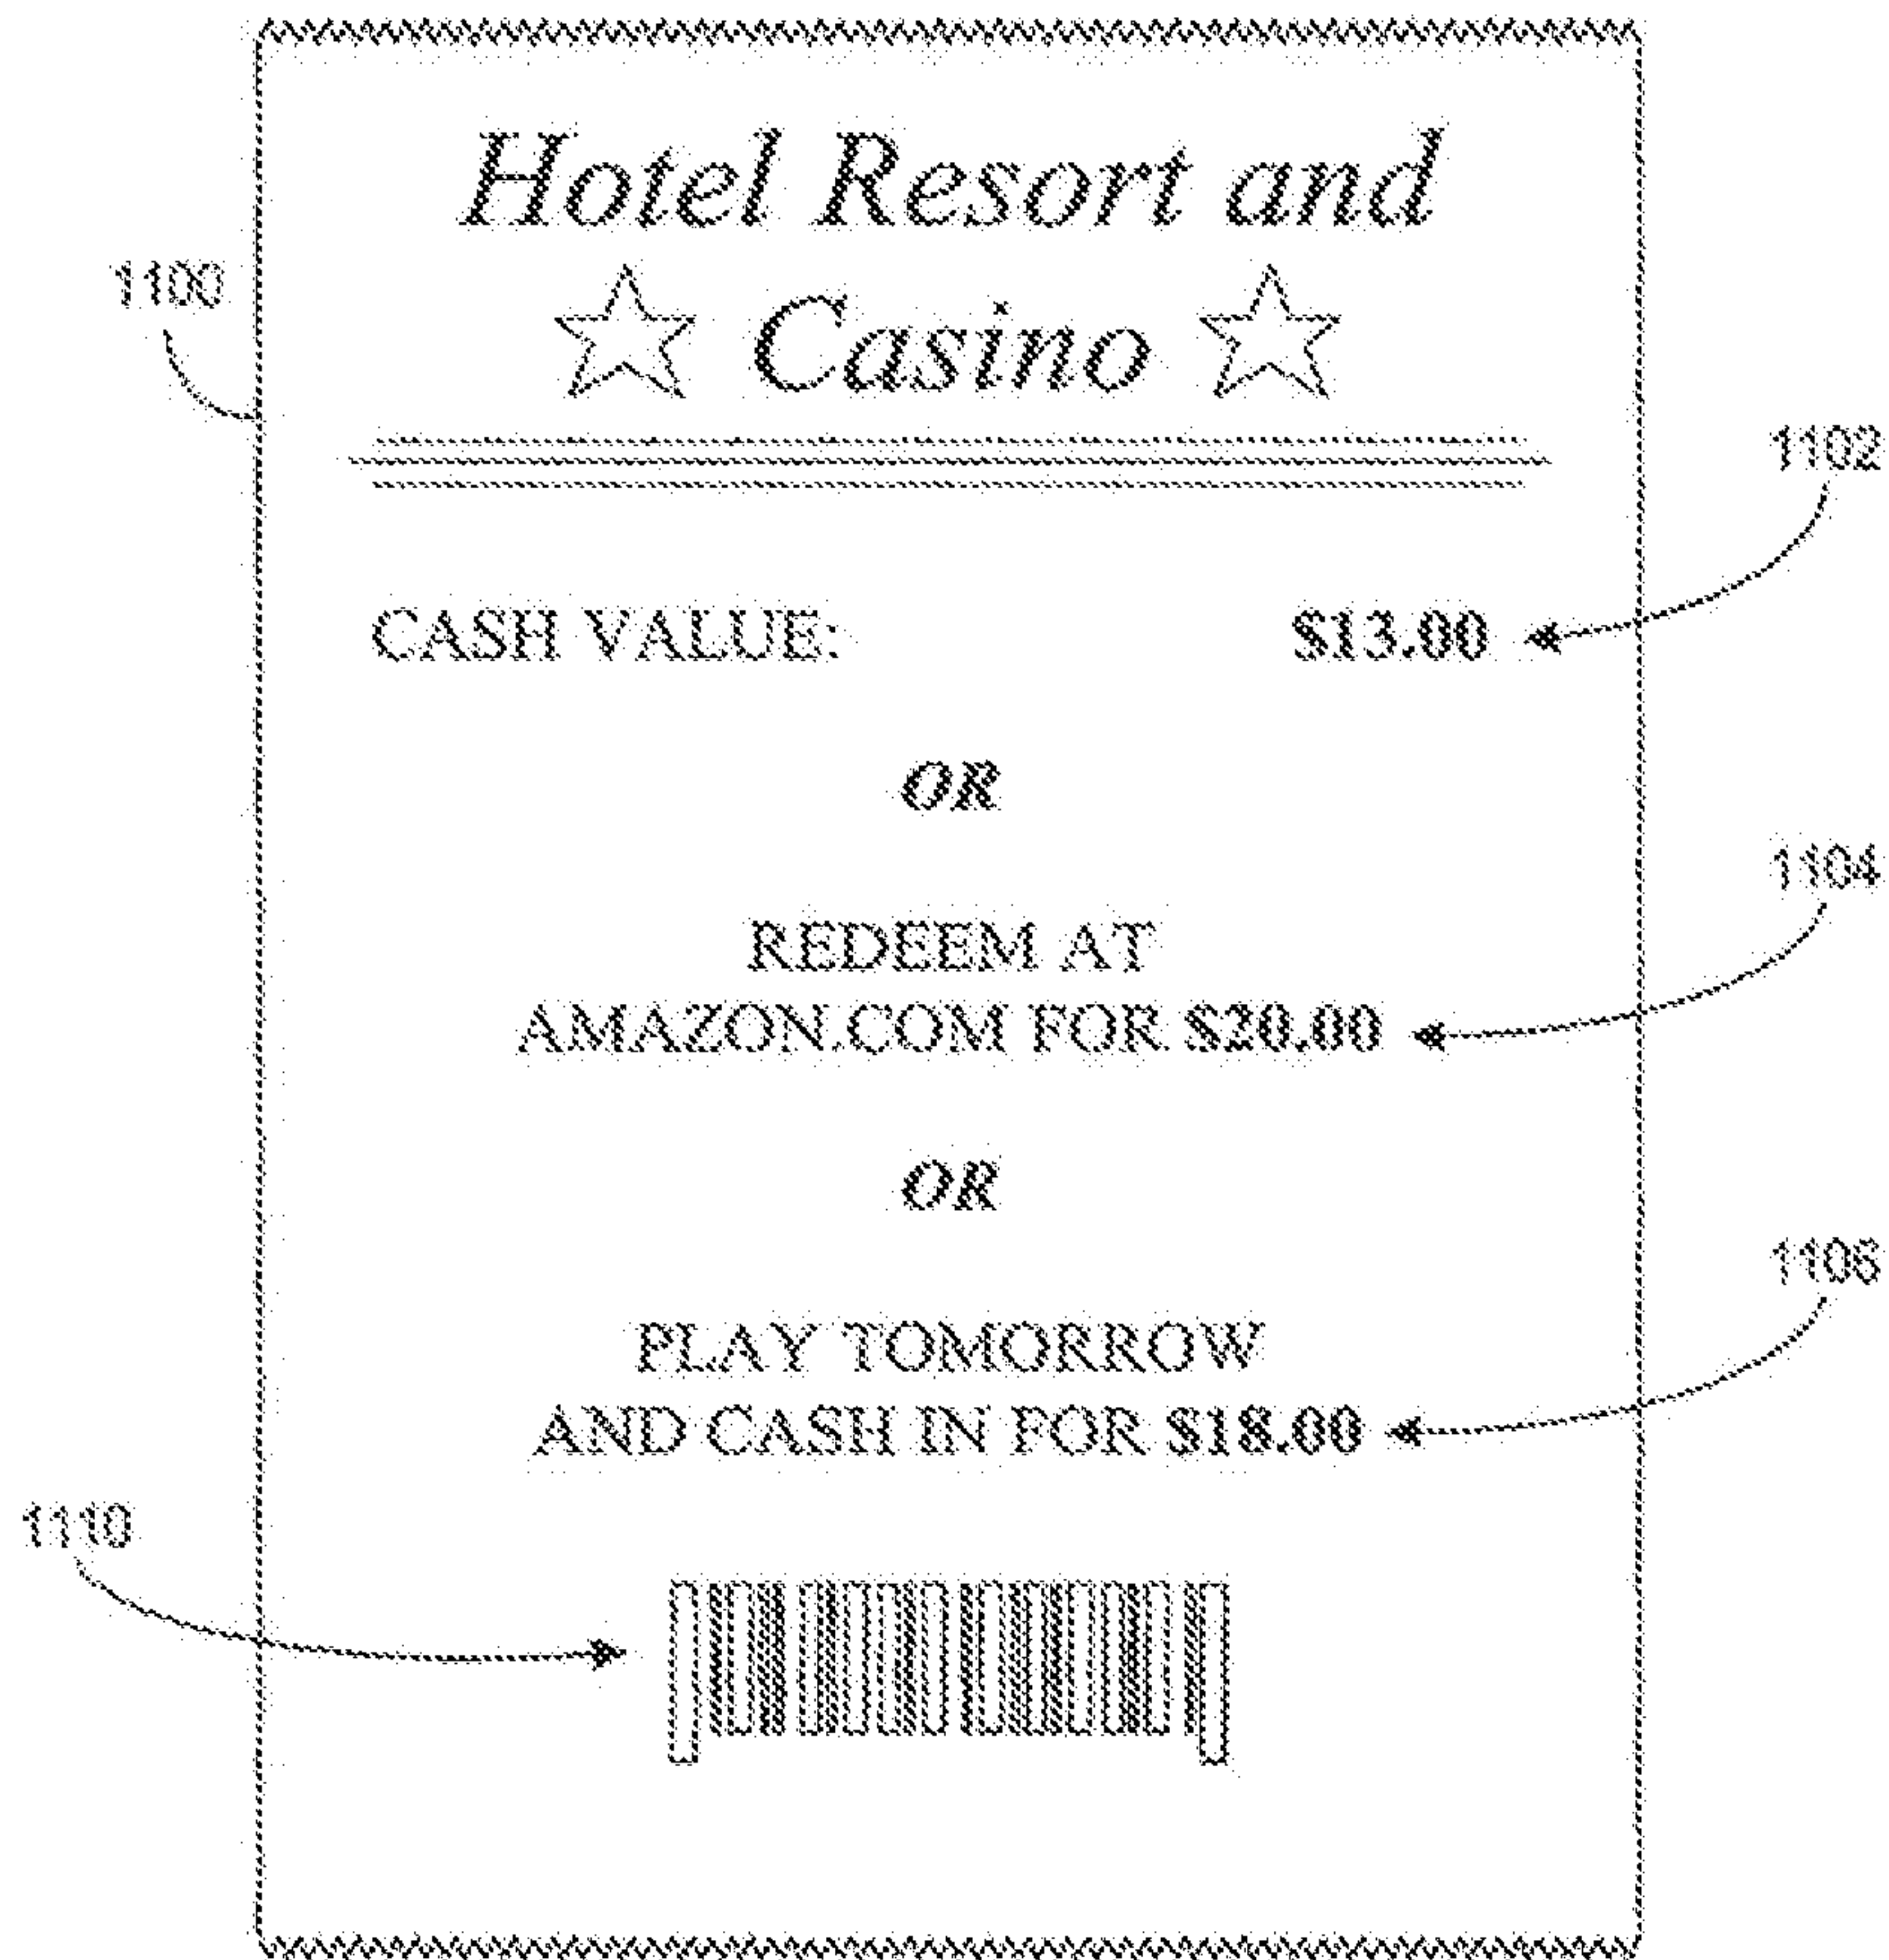 Hotel Resort and
1100
☆ Casino ☆
1102
CASH VALUE: $13.00
OR
1104
REDEEM AT
AMAZON.COM FOR $20.00
OR
1106
PLAY TOMORROW
AND CASH IN FOR $18.00
1110